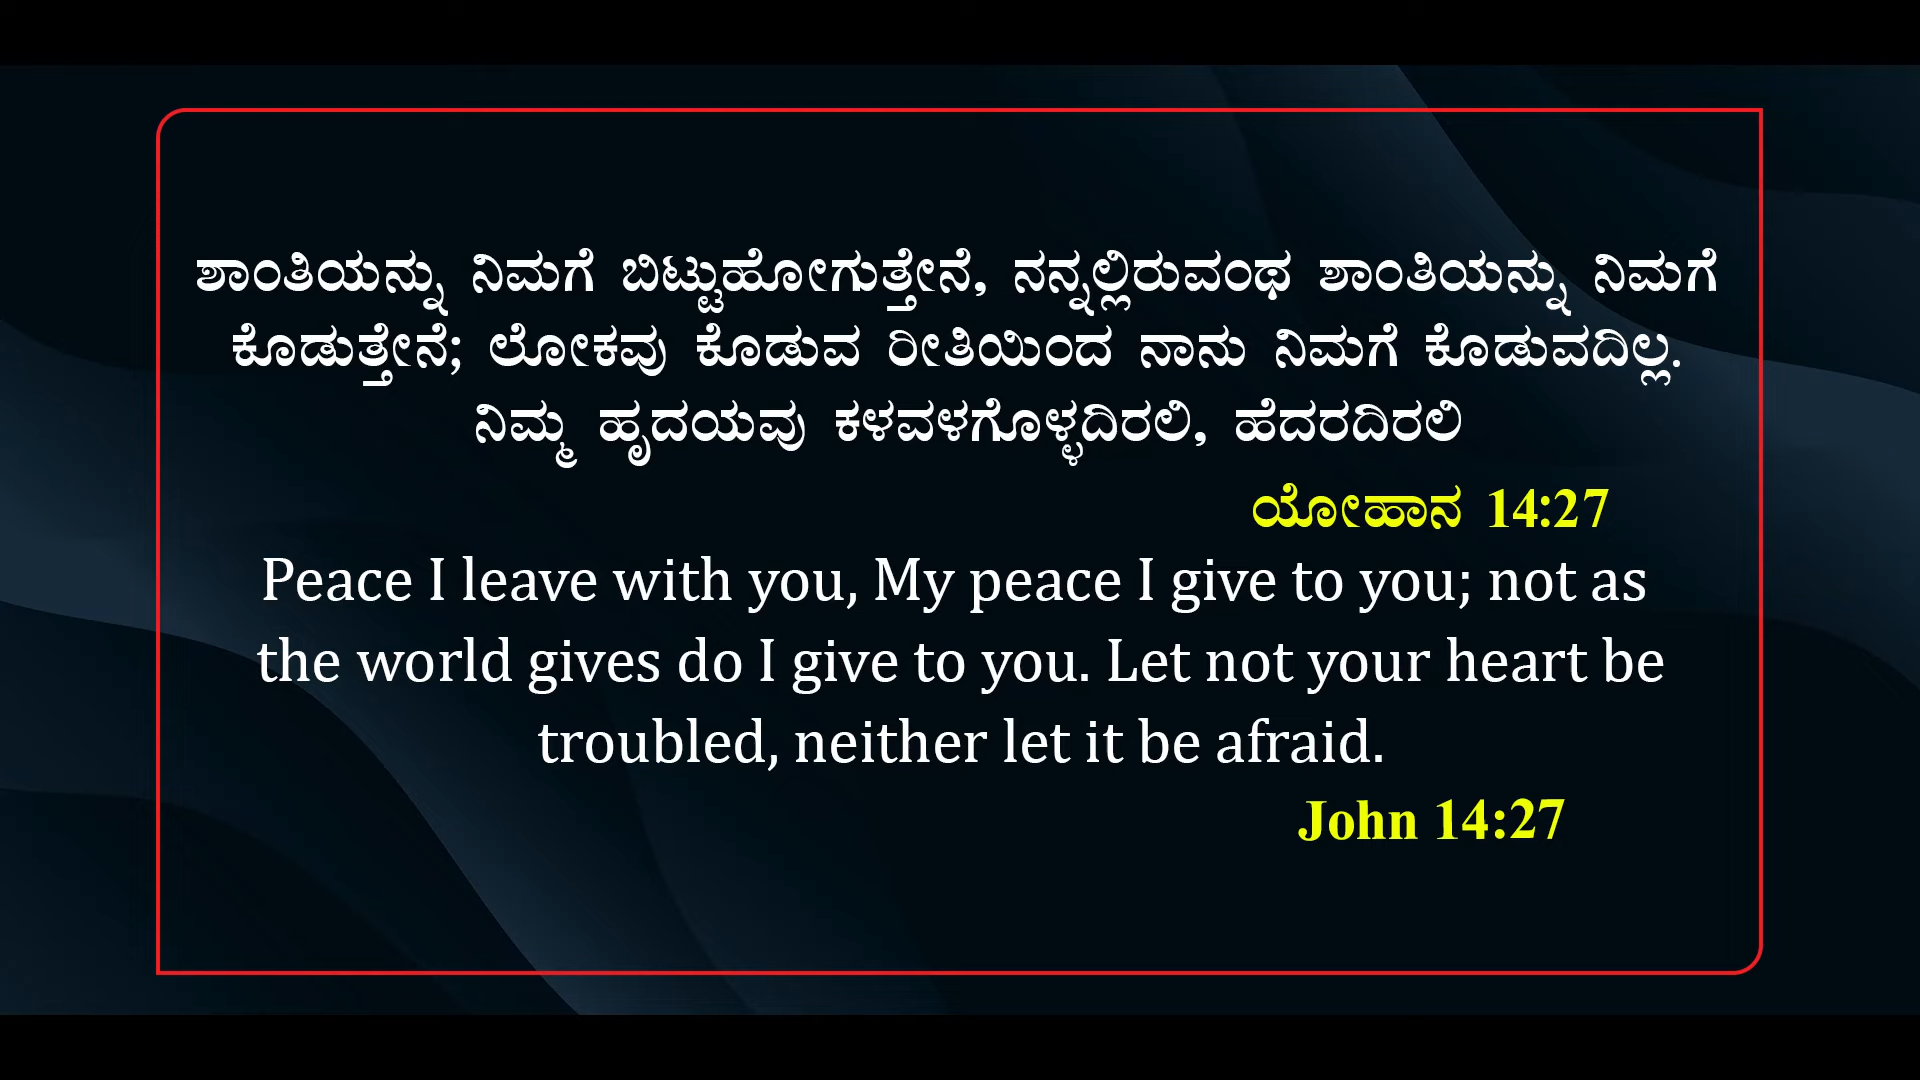 ಶಾಂತಿಯನ್ನು ನಿಮಗೆ ಬಿಟ್ಟುಹೋಗುತ್ತೇನೆ, ನನ್ನಲ್ಲಿರುವಂಥ ಶಾಂತಿಯನ್ನು ನಿಮಗೆ
ಕೊಡುತ್ತೇನೆ; ಲೋಕವು ಕೊಡುವ ರೀತಿಯಿಂದ ನಾನು ನಿಮಗೆ ಕೊಡುವದಿಲ್ಲ.
ನಿಮ್ಮ ಹೃದಯವು ಕಳವಳಗೊಳ್ಳದಿರಲಿ, ಹೆದರದಿರಲಿ
ಯೋಹಾನ 14:27
Peace I leave with you, My peace I give to you; not as
the world gives do I give to you. Let not your heart be
troubled, neither let it be afraid.
John 14:27